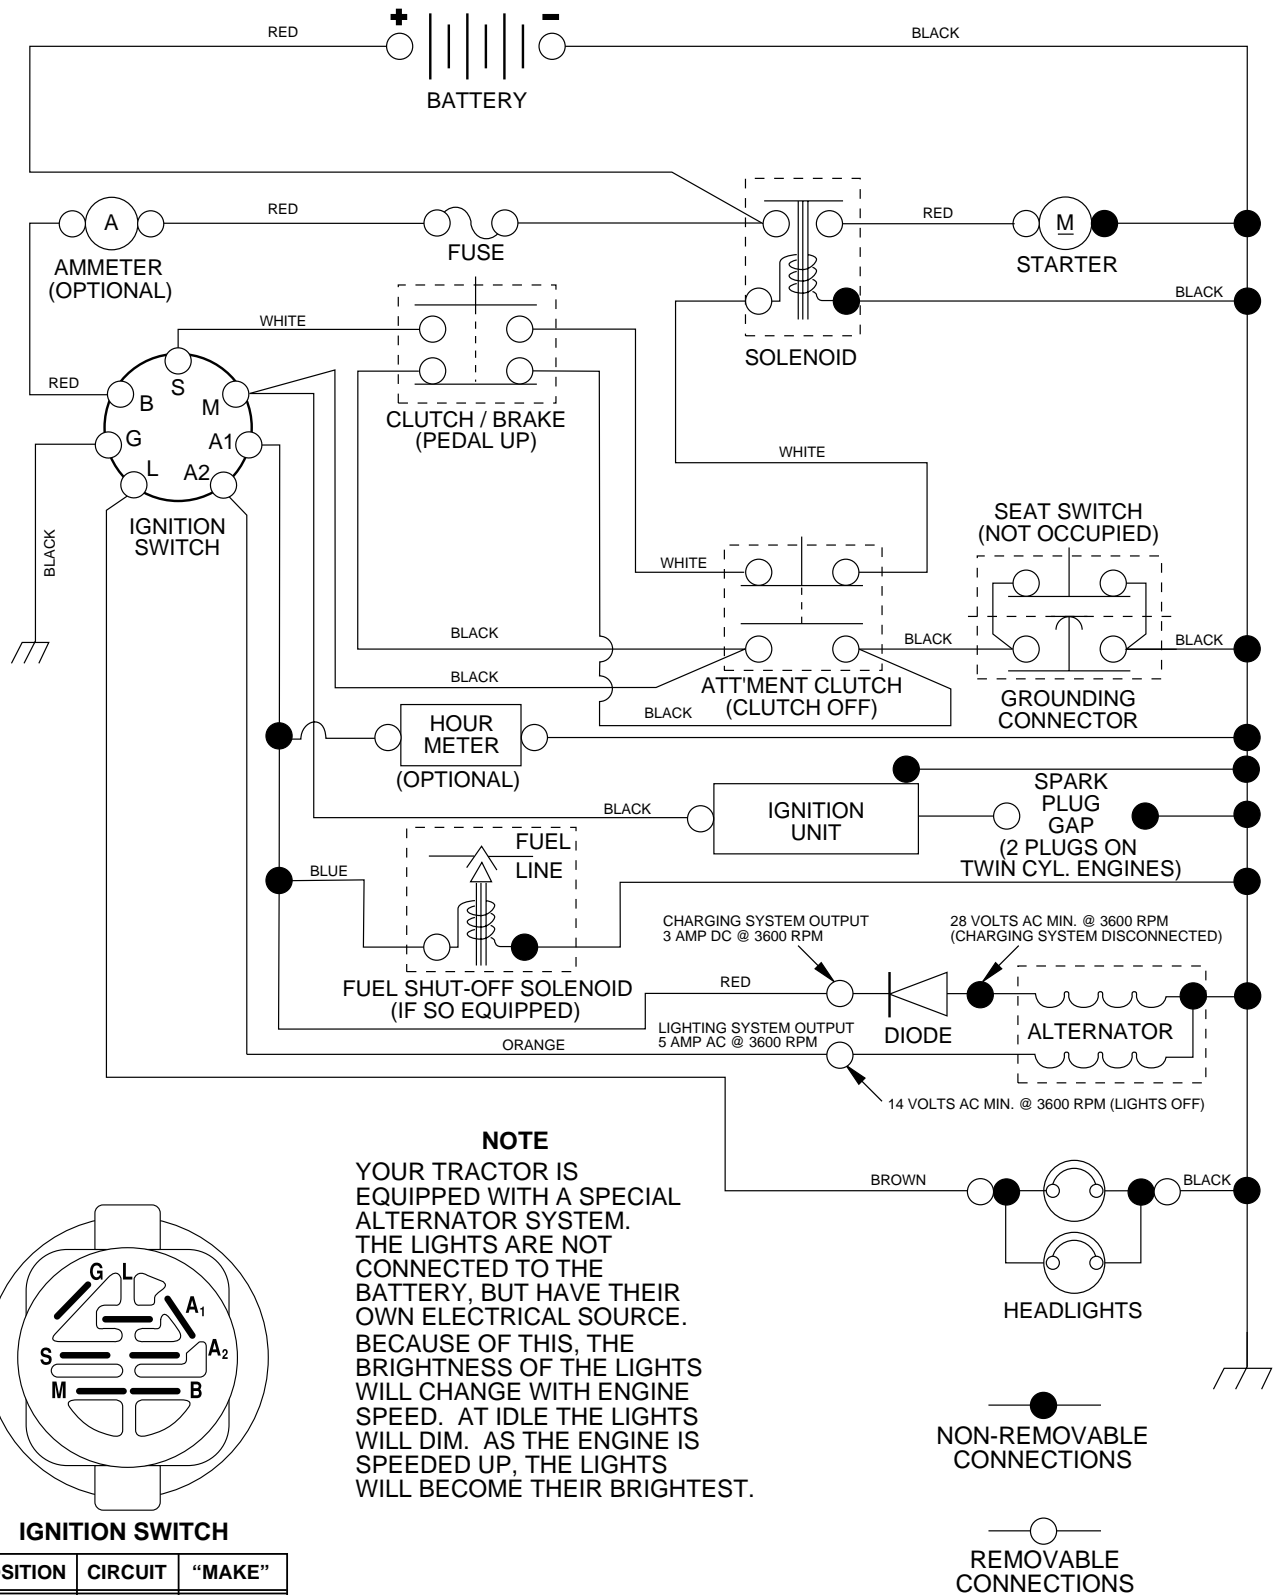 + -
RED
BLACK
BATTERY
A
RED
RED
M
FUSE
AMMETER
(OPTIONAL)
STARTER
BLACK
WHITE
SOLENOID
RED
S
B
M
CLUTCH / BRAKE
(PEDAL UP)
G
A1
L
A2
WHITE
IGNITION
SWITCH
BLACK
SEAT SWITCH
(NOT OCCUPIED)
WHITE
BLACK
BLACK
BLACK
BLACK
ATT'MENT CLUTCH
(CLUTCH OFF)
GROUNDING
CONNECTOR
BLACK
HOUR
METER
(OPTIONAL)
BLACK
IGNITION
UNIT
SPARK
PLUG
GAP
(2 PLUGS ON
TWIN CYL. ENGINES)
FUEL
LINE
BLUE
FUEL SHUT-OFF SOLENOID
(IF SO EQUIPPED)
CHARGING SYSTEM OUTPUT
3 AMP DC @ 3600 RPM
28 VOLTS AC MIN. @ 3600 RPM
(CHARGING SYSTEM DISCONNECTED)
RED
DIODE
ALTERNATOR
LIGHTING SYSTEM OUTPUT
5 AMP AC @ 3600 RPM
ORANGE
14 VOLTS AC MIN. @ 3600 RPM (LIGHTS OFF)
NOTE
YOUR TRACTOR IS
EQUIPPED WITH A SPECIAL
ALTERNATOR SYSTEM.
THE LIGHTS ARE NOT
CONNECTED TO THE
BATTERY, BUT HAVE THEIR
OWN ELECTRICAL SOURCE.
BECAUSE OF THIS, THE
BRIGHTNESS OF THE LIGHTS
WILL CHANGE WITH ENGINE
SPEED. AT IDLE THE LIGHTS
WILL DIM. AS THE ENGINE IS
SPEEDED UP, THE LIGHTS
WILL BECOME THEIR BRIGHTEST.
BROWN
BLACK
HEADLIGHTS
G L
A1
A2
S
M
B
IGNITION SWITCH
SITION CIRCUIT “MAKE”
NON-REMOVABLE
CONNECTIONS
REMOVABLE
CONNECTIONS